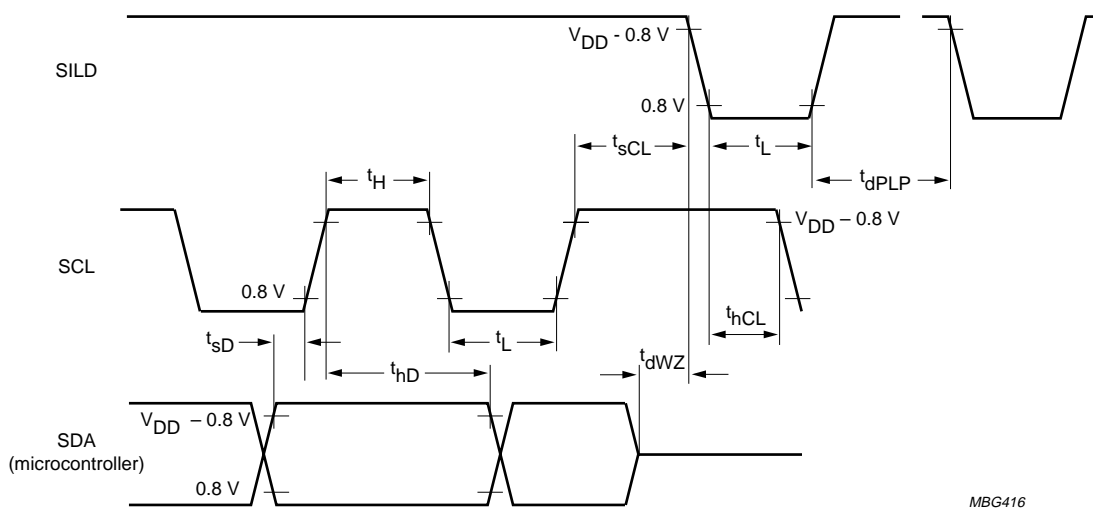 V_DD - 0.8 V
SILD
0.8 V
t_sCL
t_L
t_dPLP
t_H
V_DD – 0.8 V
SCL
0.8 V
t_hCL
t_sD
t_L
t_hD
t_dWZ
V_DD – 0.8 V
SDA
(microcontroller)
0.8 V
MBG416